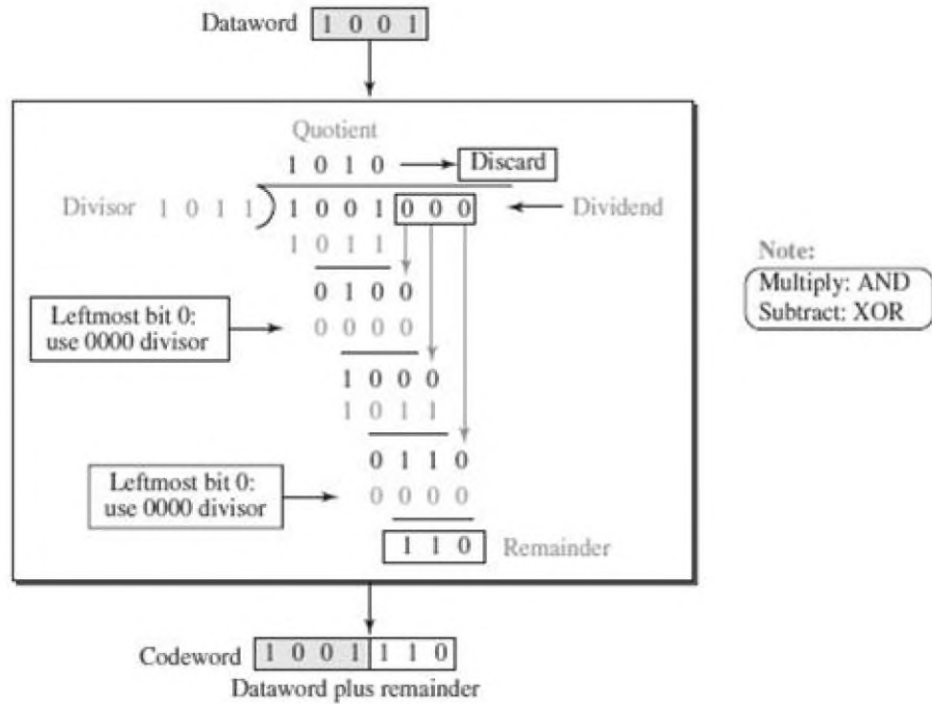 Dataword 1 0 0 1
Quotient
1 0 1 0 Discard
Divisor 1 0 1 1 1 0 0 1 0 0 0 Dividend
1 0 1 1
Note:
Multiply: AND
Subtract: XOR
0 1 0 0
Leftmost bit 0:
use 0000 divisor
0 0 0 0
1 0 0 0
1 0 1 1
0 1 1 0
Leftmost bit 0:
use 0000 divisor
0 0 0 0
1 1 0 Remainder
Codeword 1 0 0 1 1 1 0
Dataword plus remainder